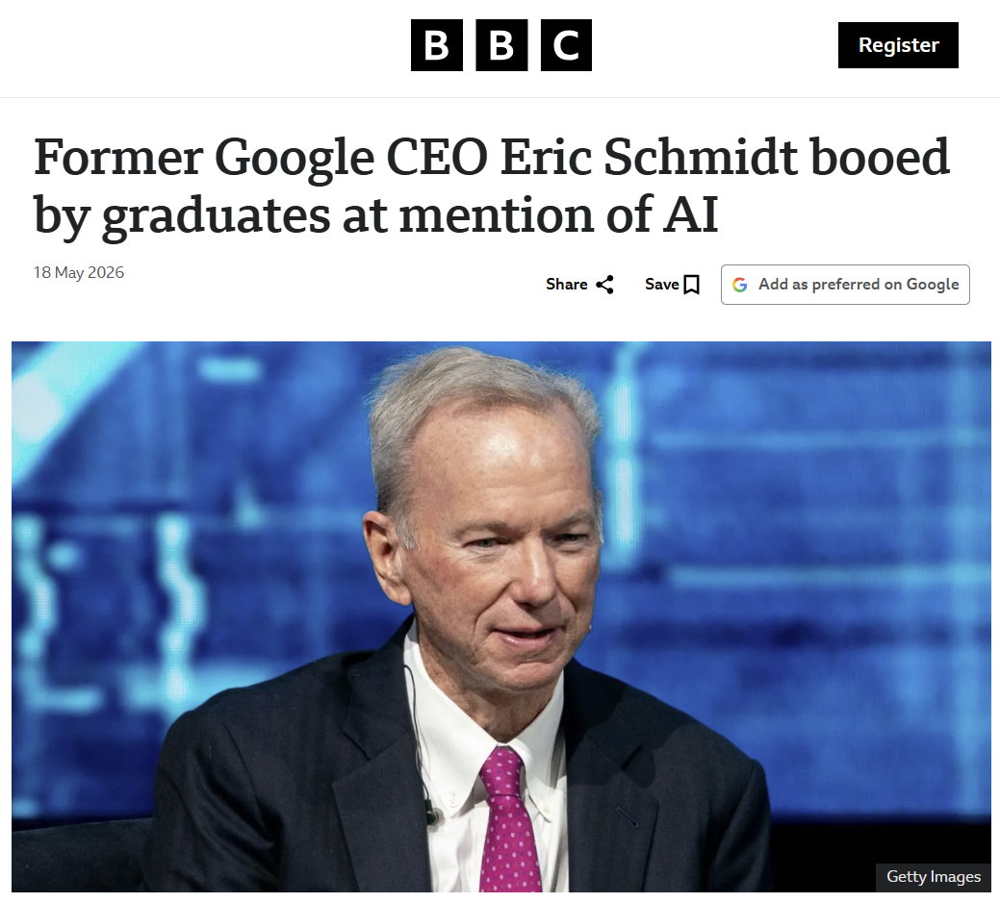 BBC
Register
Former Google CEO Eric Schmidt booed
by graduates at mention of AI
18 May 2026
Share
Save
Add as preferred on Google
Getty Images